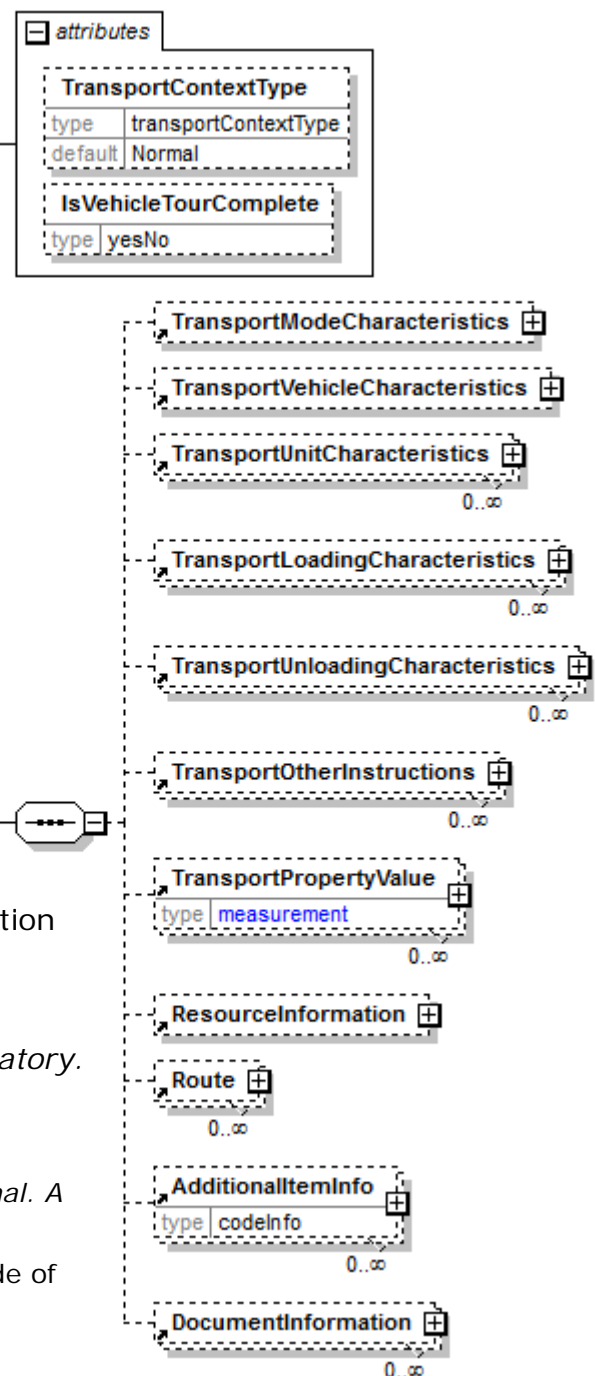 attributes
TransportContextType
type transportContextType
default Normal
IsVehicleTourComplete
type yesNo
TransportModeCharacteristics
TransportVehicleCharacteristics
TransportUnitCharacteristics
0..∞
TransportLoadingCharacteristics
0..∞
TransportUnloadingCharacteristics
0..∞
TransportOtherInstructions
0..∞
TransportPropertyValue
tion
type measurement
0..∞
ResourceInformation
atory.
Route
0..∞
AdditionalItemInfo
nal. A
type codeInfo
0..∞
de of
DocumentInformation
0..∞